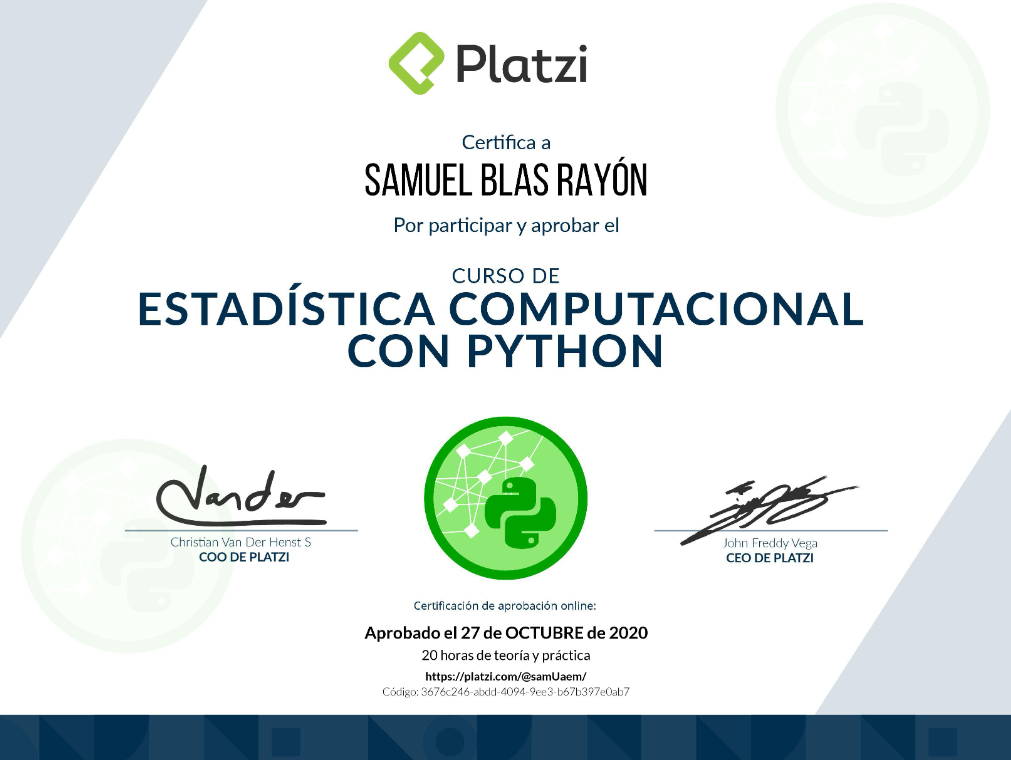 Platzi
Certifica a
SAMUEL BLAS RAYÓN
Por participar y aprobar el
CURSO DE
ESTADÍSTICA COMPUTACIONAL
CON PYTHON
Vander
Christian Van Der Henst S
COO DE PLATZI
John Freddy Vega
CEO DE PLATZI
Certificación de aprobación online:
Aprobado el 27 de OCTUBRE de 2020
20 horas de teoría y práctica
https://platzi.com/@samUaem/
Código: 3676c246-abdd-4094-9ee3-b67b397e0ab7